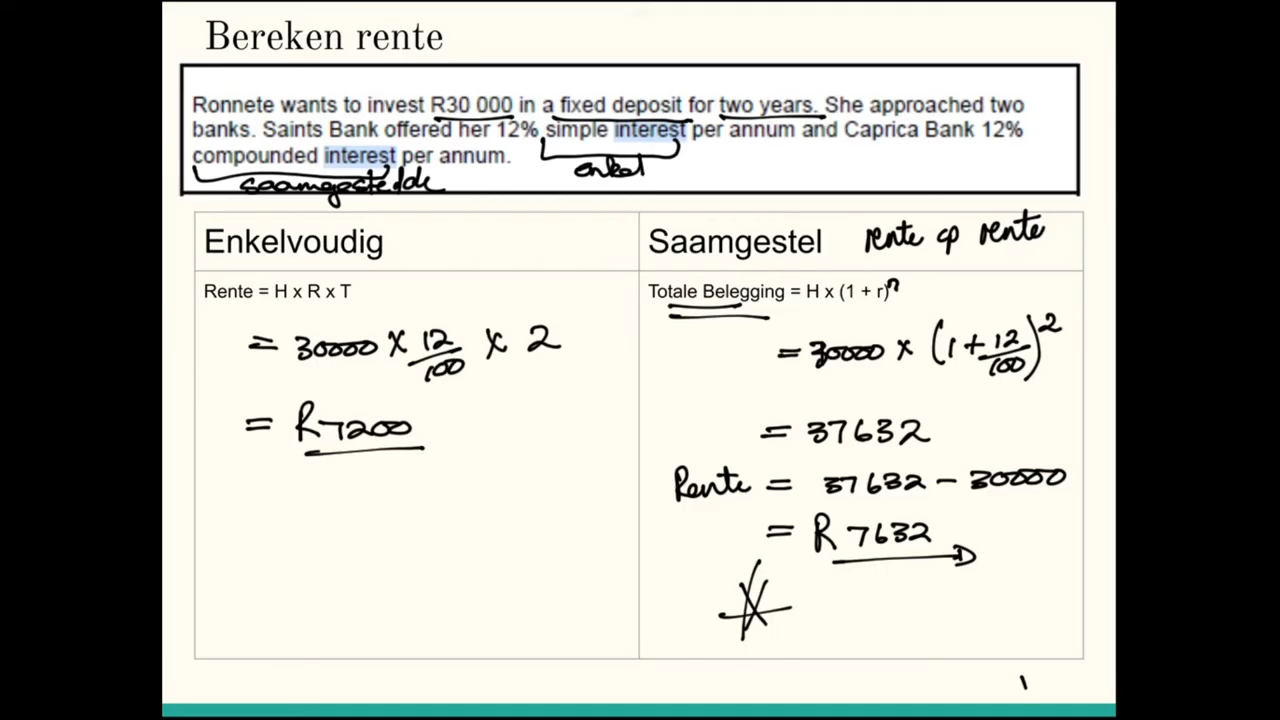 Bereken rente
Ronnete wants to invest R30 000 in a fixed deposit for two years. She approached two
banks. Saints Bank offered her 12% simple interest per annum and Caprica Bank 12%
compounded interest per annum.
enkel
saamgestelde
Enkelvoudig
Rente = H x R x T
= 30000 x 12/100 x 2
= R7200
Saamgestel rente op rente
Totale Belegging = H x (1 + r)^n
= 30000 x (1 + 12/100)^2
= 37632
Rente = 37632 - 30000
= R 7632